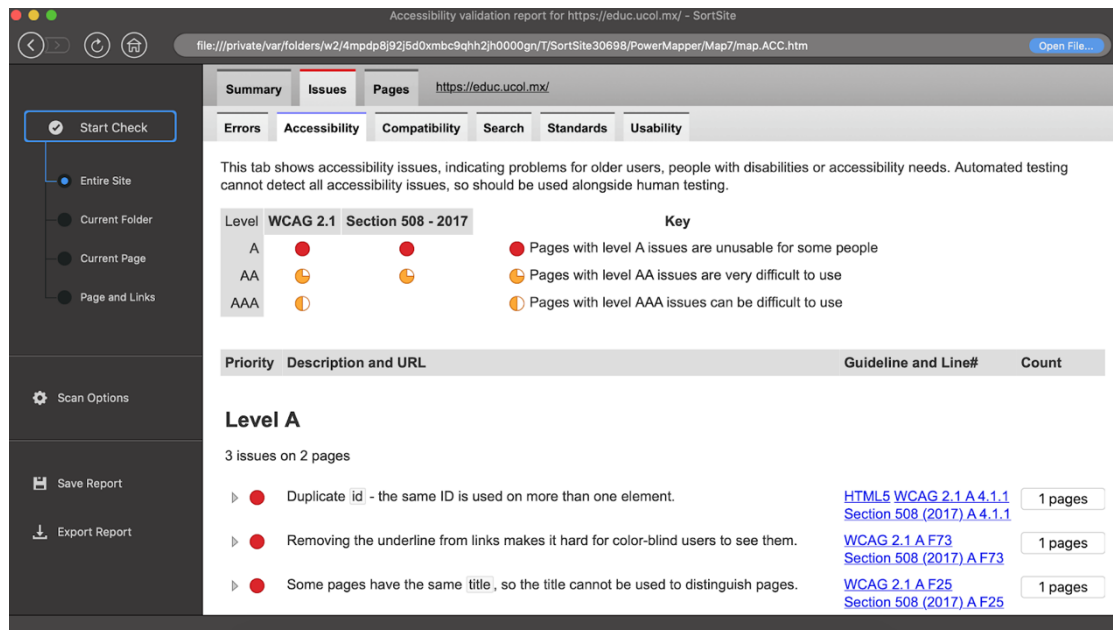 Accessibility validation report for https://educ.ucol.mx/ - SortSite
file:///private/var/folders/w2/4mpdp8j92j5d0xmbc9qhh2jh0000gn/T/SortSite30698/PowerMapper/Map7/map.ACC.htm
Open File...
Start Check
Entire Site
Current Folder
Current Page
Page and Links
Scan Options
Save Report
Export Report
Summary Issues Pages https://educ.ucol.mx/
Errors Accessibility Compatibility Search Standards Usability
This tab shows accessibility issues, indicating problems for older users, people with disabilities or accessibility needs. Automated testing
cannot detect all accessibility issues, so should be used alongside human testing.
Level WCAG 2.1 Section 508 - 2017 Key
A Pages with level A issues are unusable for some people
AA Pages with level AA issues are very difficult to use
AAA Pages with level AAA issues can be difficult to use
Priority Description and URL Guideline and Line# Count
Level A
3 issues on 2 pages
Duplicate id - the same ID is used on more than one element. HTML5 WCAG 2.1 A 4.1.1 1 pages
Section 508 (2017) A 4.1.1
Removing the underline from links makes it hard for color-blind users to see them. WCAG 2.1 A F73 1 pages
Section 508 (2017) A F73
Some pages have the same title, so the title cannot be used to distinguish pages. WCAG 2.1 A F25 1 pages
Section 508 (2017) A F25